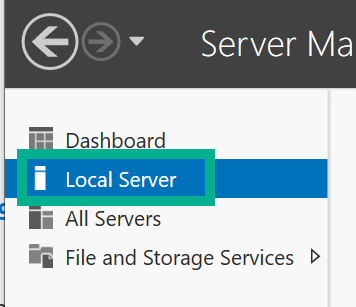 Server Ma
Dashboard
Local Server
All Servers
File and Storage Services